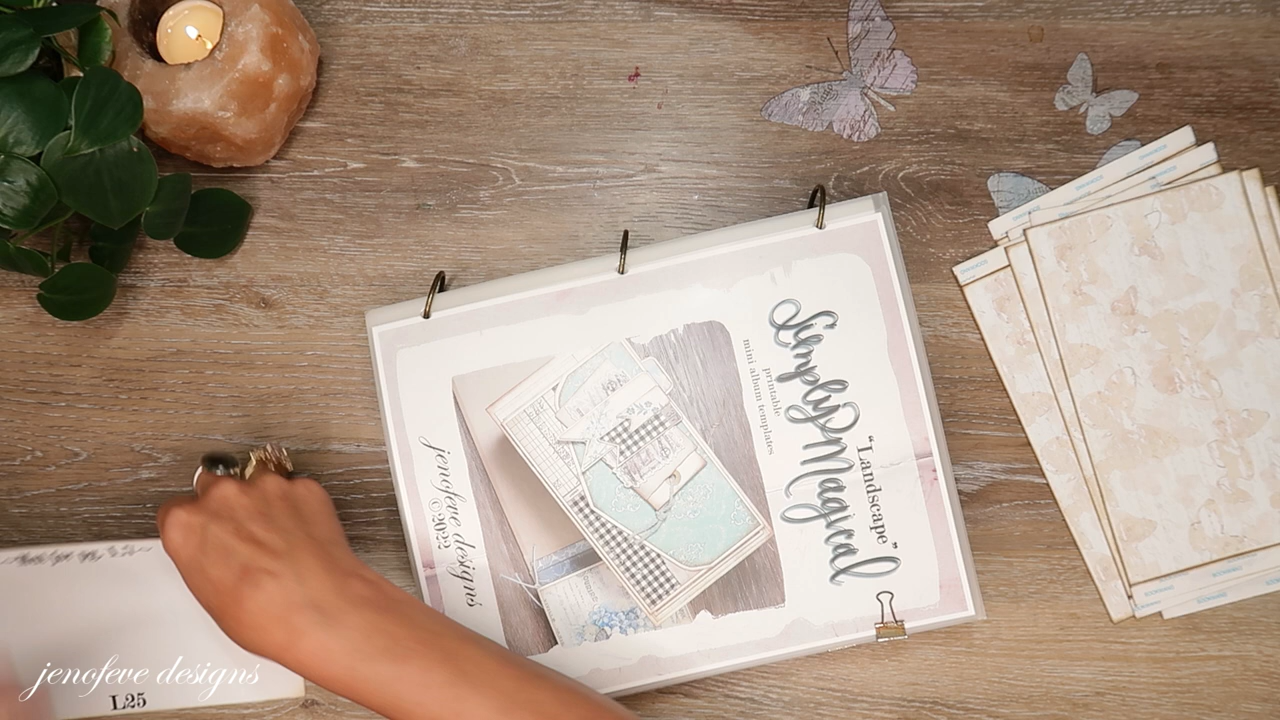 Simply Magical
"Landscape"
printable
mini album templates
jenofeve designs
©2022
jenofeve designs
L25